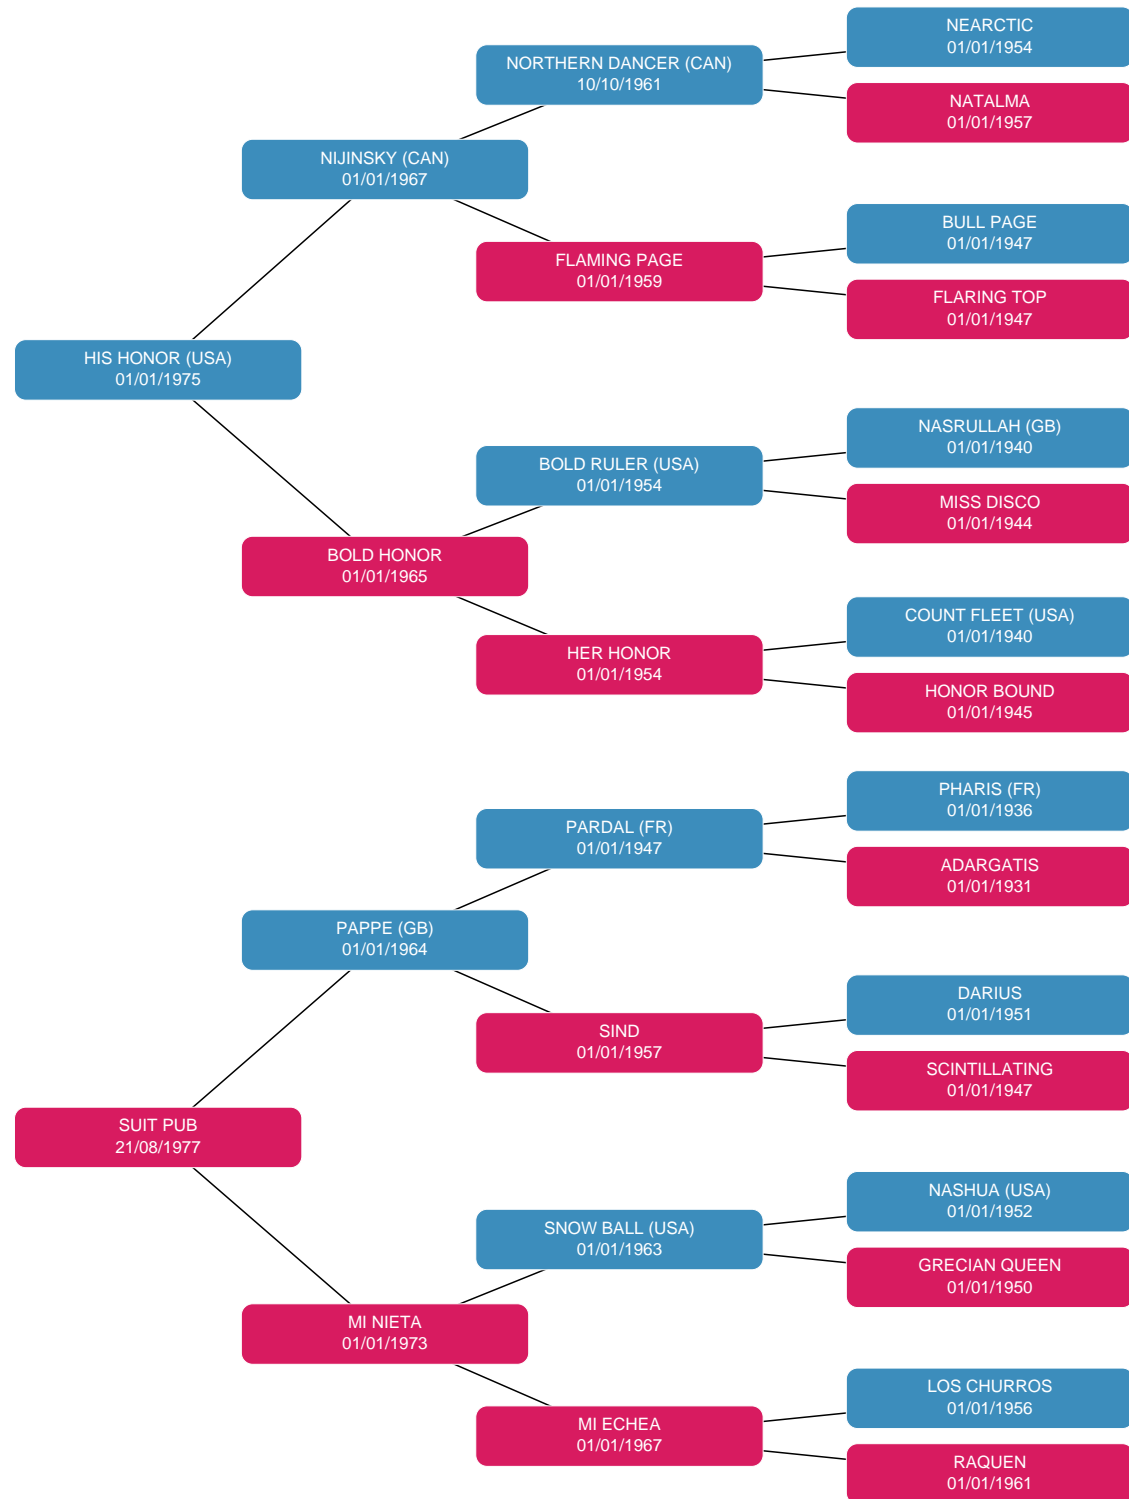 NEARCTIC
01/01/1954
NORTHERN DANCER (CAN)
10/10/1961
NATALMA
01/01/1957
NIJINSKY (CAN)
01/01/1967
BULL PAGE
01/01/1947
FLAMING PAGE
01/01/1959
FLARING TOP
01/01/1947
HIS HONOR (USA)
01/01/1975
NASRULLAH (GB)
01/01/1940
BOLD RULER (USA)
01/01/1954
MISS DISCO
01/01/1944
BOLD HONOR
01/01/1965
COUNT FLEET (USA)
01/01/1940
HER HONOR
01/01/1954
HONOR BOUND
01/01/1945
PHARIS (FR)
01/01/1936
PARDAL (FR)
01/01/1947
ADARGATIS
01/01/1931
PAPPE (GB)
01/01/1964
DARIUS
01/01/1951
SIND
01/01/1957
SCINTILLATING
01/01/1947
SUIT PUB
21/08/1977
NASHUA (USA)
01/01/1952
SNOW BALL (USA)
01/01/1963
GRECIAN QUEEN
01/01/1950
MI NIETA
01/01/1973
LOS CHURROS
01/01/1956
MI ECHEA
01/01/1967
RAQUEN
01/01/1961